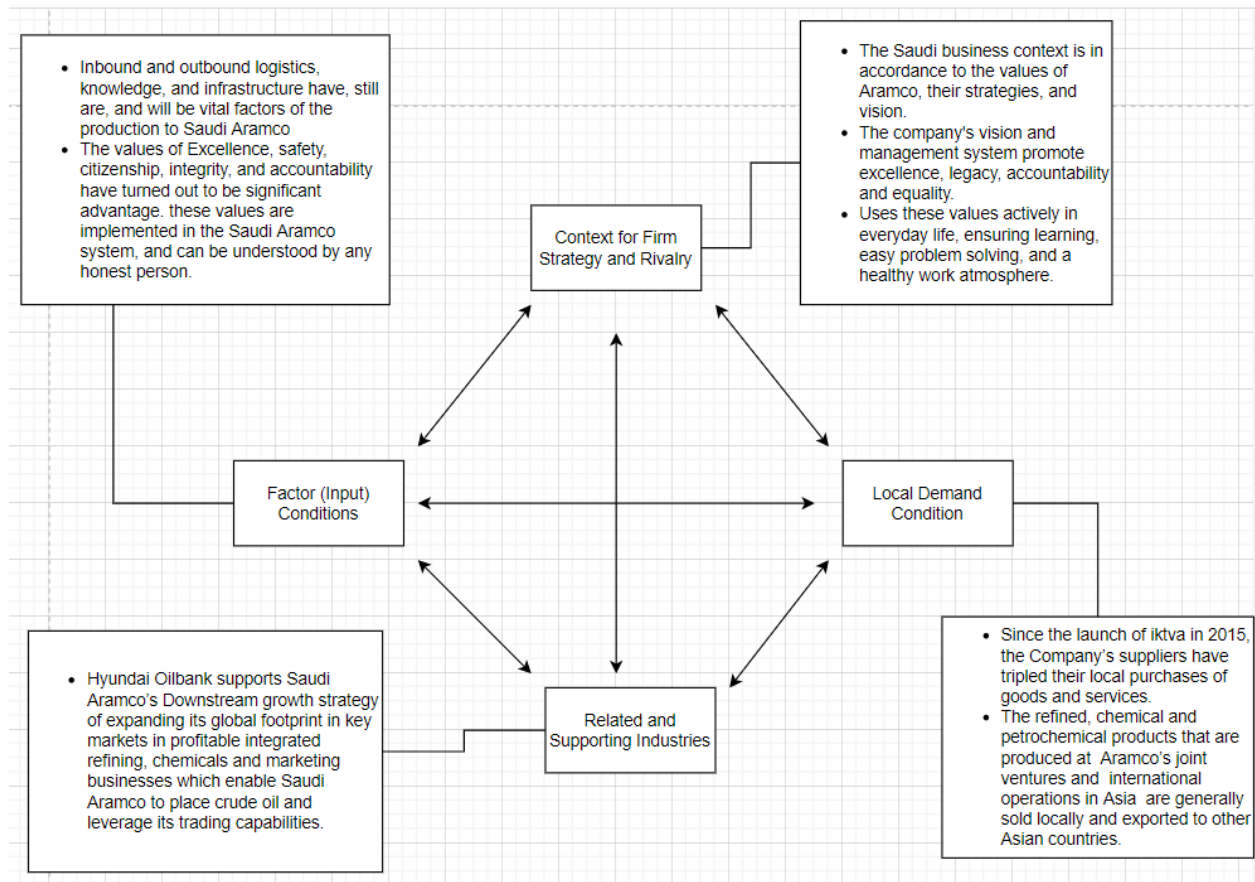 • Inbound and outbound logistics,
knowledge, and infrastructure have, still
are, and will be vital factors of the
production to Saudi Aramco
• The values of Excellence, safety,
citizenship, integrity, and accountability
have turned out to be significant
advantage. these values are
implemented in the Saudi Aramco
system, and can be understood by any
honest person.
• The Saudi business context is in
accordance to the values of
Aramco, their strategies, and
vision.
• The company's vision and
management system promote
excellence, legacy, accountability
and equality.
• Uses these values actively in
everyday life, ensuring learning,
easy problem solving, and a
healthy work atmosphere.
Context for Firm
Strategy and Rivalry
Factor (Input)
Conditions
Local Demand
Condition
• Hyundai Oilbank supports Saudi
Aramco's Downstream growth strategy
of expanding its global footprint in key
markets in profitable integrated
refining, chemicals and marketing
businesses which enable Saudi
Aramco to place crude oil and
leverage its trading capabilities.
Related and
Supporting Industries
• Since the launch of iktva in 2015,
the Company's suppliers have
tripled their local purchases of
goods and services.
• The refined, chemical and
petrochemical products that are
produced at Aramco's joint
ventures and international
operations in Asia are generally
sold locally and exported to other
Asian countries.